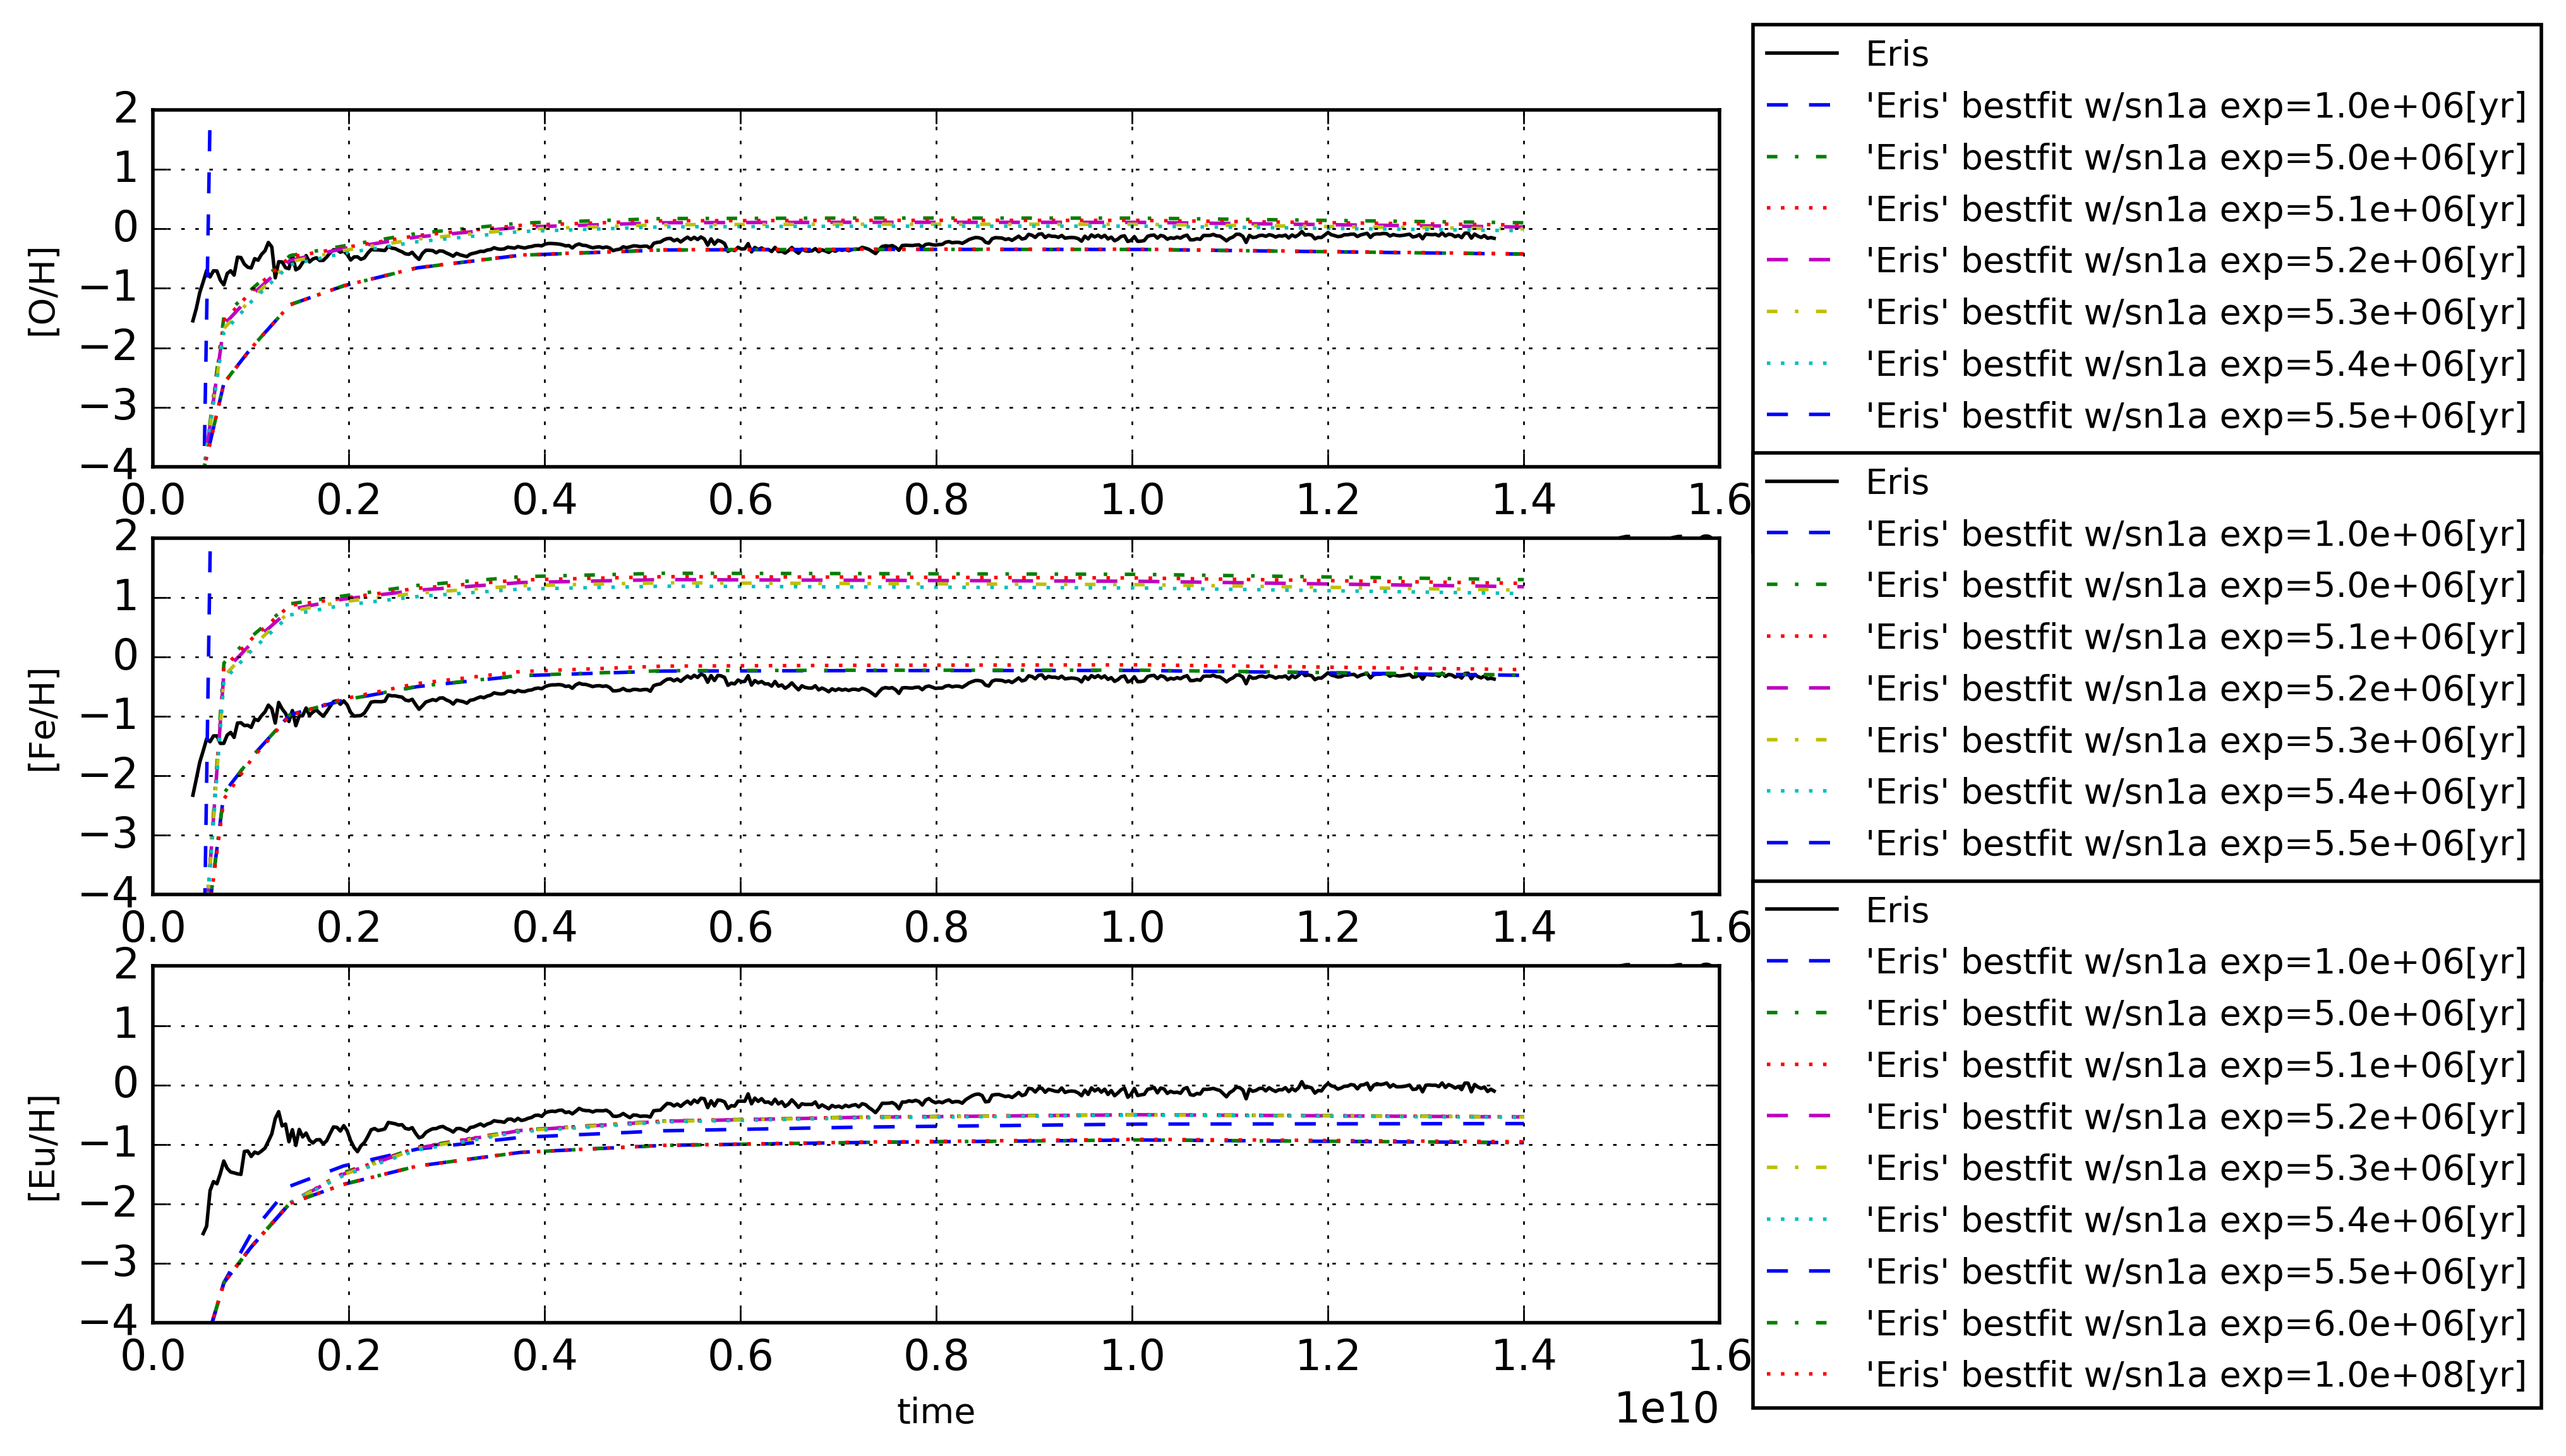 [O/H]
2
1
0
−1
−2
−3
−4
0.0 0.2 0.4 0.6 0.8 1.0 1.2 1.4 1.6
Eris
'Eris' bestfit w/sn1a exp=1.0e+06[yr]
'Eris' bestfit w/sn1a exp=5.0e+06[yr]
'Eris' bestfit w/sn1a exp=5.1e+06[yr]
'Eris' bestfit w/sn1a exp=5.2e+06[yr]
'Eris' bestfit w/sn1a exp=5.3e+06[yr]
'Eris' bestfit w/sn1a exp=5.4e+06[yr]
'Eris' bestfit w/sn1a exp=5.5e+06[yr]
[Fe/H]
2
1
0
−1
−2
−3
−4
0.0 0.2 0.4 0.6 0.8 1.0 1.2 1.4 1.6
Eris
'Eris' bestfit w/sn1a exp=1.0e+06[yr]
'Eris' bestfit w/sn1a exp=5.0e+06[yr]
'Eris' bestfit w/sn1a exp=5.1e+06[yr]
'Eris' bestfit w/sn1a exp=5.2e+06[yr]
'Eris' bestfit w/sn1a exp=5.3e+06[yr]
'Eris' bestfit w/sn1a exp=5.4e+06[yr]
'Eris' bestfit w/sn1a exp=5.5e+06[yr]
[Eu/H]
2
1
0
−1
−2
−3
−4
0.0 0.2 0.4 0.6 0.8 1.0 1.2 1.4 1.6
time
1e10
Eris
'Eris' bestfit w/sn1a exp=1.0e+06[yr]
'Eris' bestfit w/sn1a exp=5.0e+06[yr]
'Eris' bestfit w/sn1a exp=5.1e+06[yr]
'Eris' bestfit w/sn1a exp=5.2e+06[yr]
'Eris' bestfit w/sn1a exp=5.3e+06[yr]
'Eris' bestfit w/sn1a exp=5.4e+06[yr]
'Eris' bestfit w/sn1a exp=5.5e+06[yr]
'Eris' bestfit w/sn1a exp=6.0e+06[yr]
'Eris' bestfit w/sn1a exp=1.0e+08[yr]